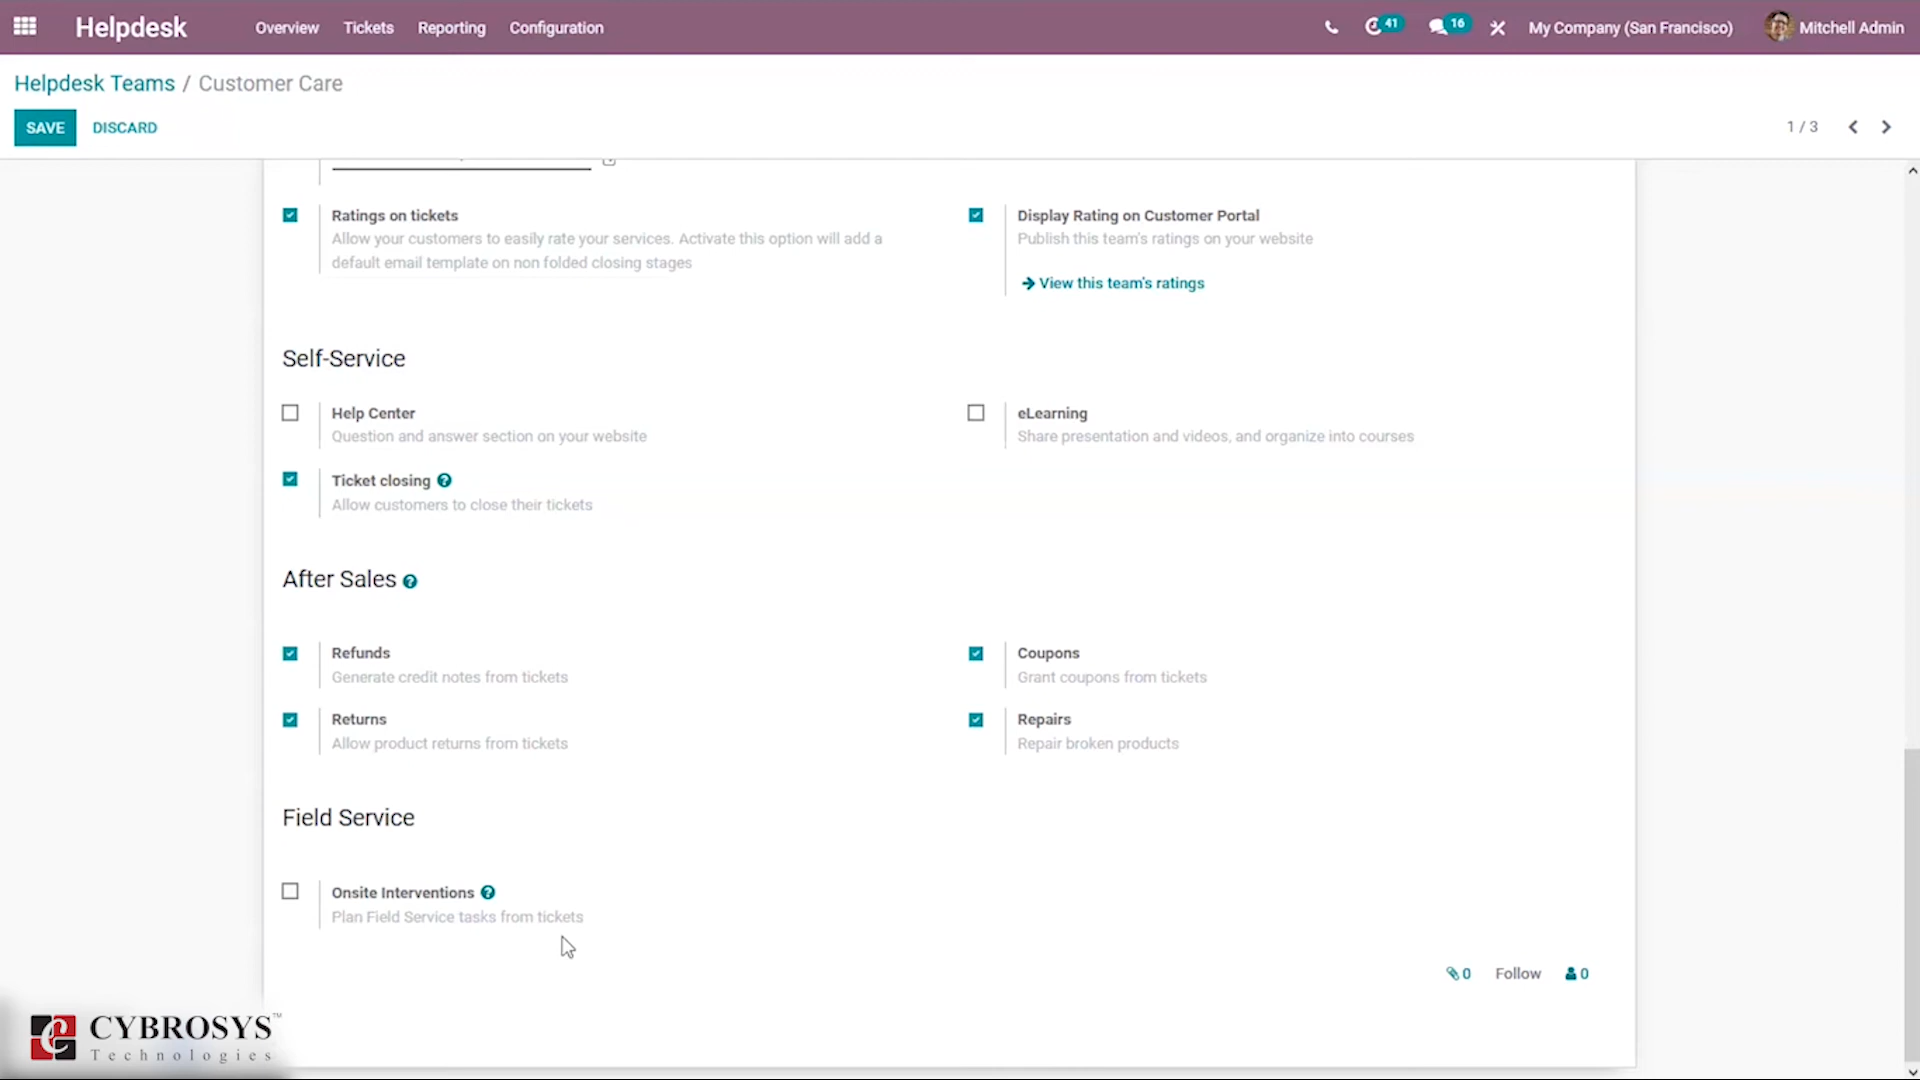 Helpdesk Overview Tickets Reporting Configuration 41 16 My Company (San Francisco) Mitchell Admin
Helpdesk Teams / Customer Care
SAVE DISCARD 1 / 3
Ratings on tickets
Allow your customers to easily rate your services. Activate this option will add a
default email template on non folded closing stages
Display Rating on Customer Portal
Publish this team's ratings on your website
View this team's ratings
Self-Service
Help Center
Question and answer section on your website
eLearning
Share presentation and videos, and organize into courses
Ticket closing ?
Allow customers to close their tickets
After Sales ?
Refunds
Generate credit notes from tickets
Coupons
Grant coupons from tickets
Returns
Allow product returns from tickets
Repairs
Repair broken products
Field Service
Onsite Interventions ?
Plan Field Service tasks from tickets
0 Follow 0
CYBROSYS™
Technologies